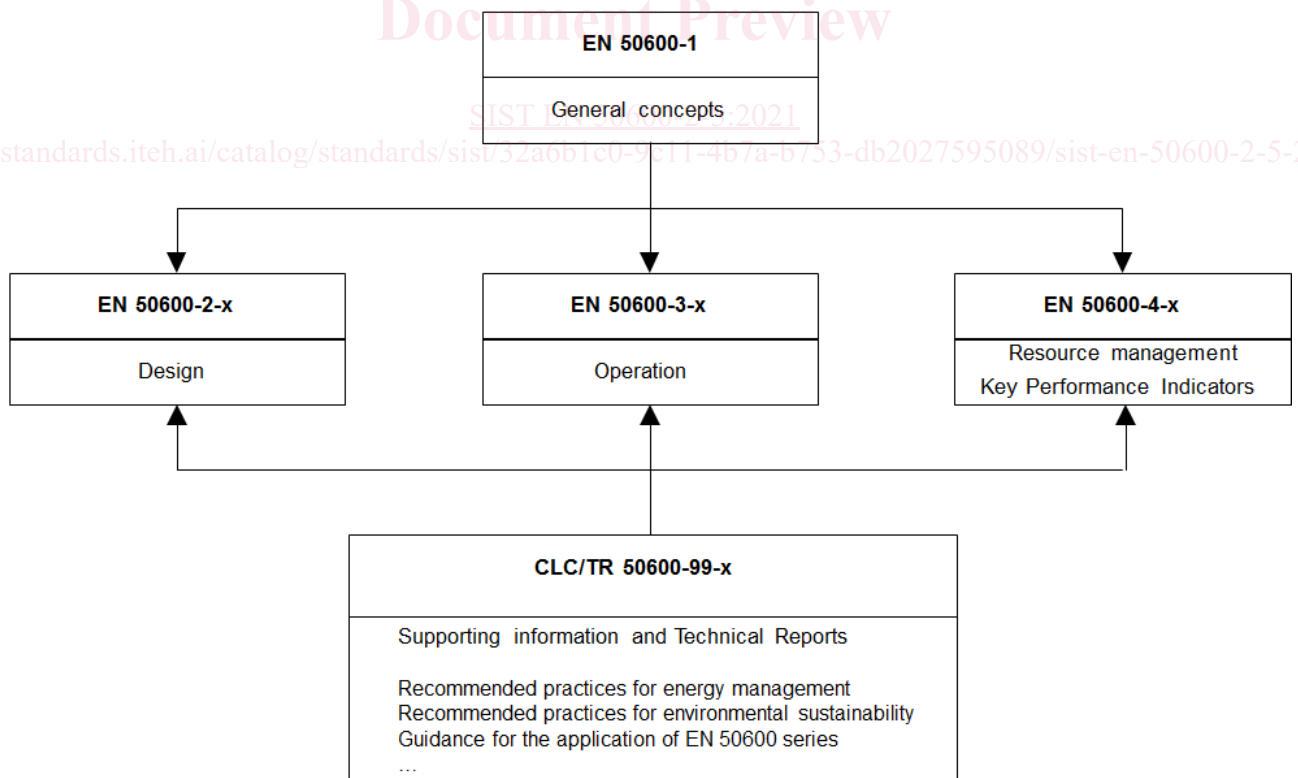 Document Preview
EN 50600-1
General concepts
SIST EN 50600-2-5:2021
standards.iteh.ai/catalog/standards/sist/32a6b1c0-9c11-4b7a-b753-db2027595089/sist-en-50600-2-5-
EN 50600-2-x
EN 50600-3-x
EN 50600-4-x
Design
Operation
Resource management
Key Performance Indicators
CLC/TR 50600-99-x
Supporting information and Technical Reports
Recommended practices for energy management
Recommended practices for environmental sustainability
Guidance for the application of EN 50600 series
...